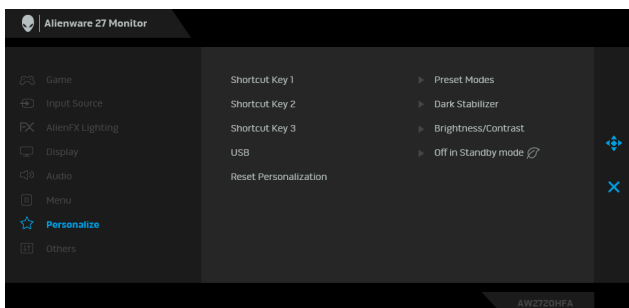 Alienware 27 Monitor
Game
Input Source
FX AlienFX Lighting
Display
Audio
Menu
Personalize
Others
Shortcut Key 1 Preset Modes
Shortcut Key 2 Dark Stabilizer
Shortcut Key 3 Brightness/Contrast
USB Off in Standby mode
Reset Personalization
AW2720HFA